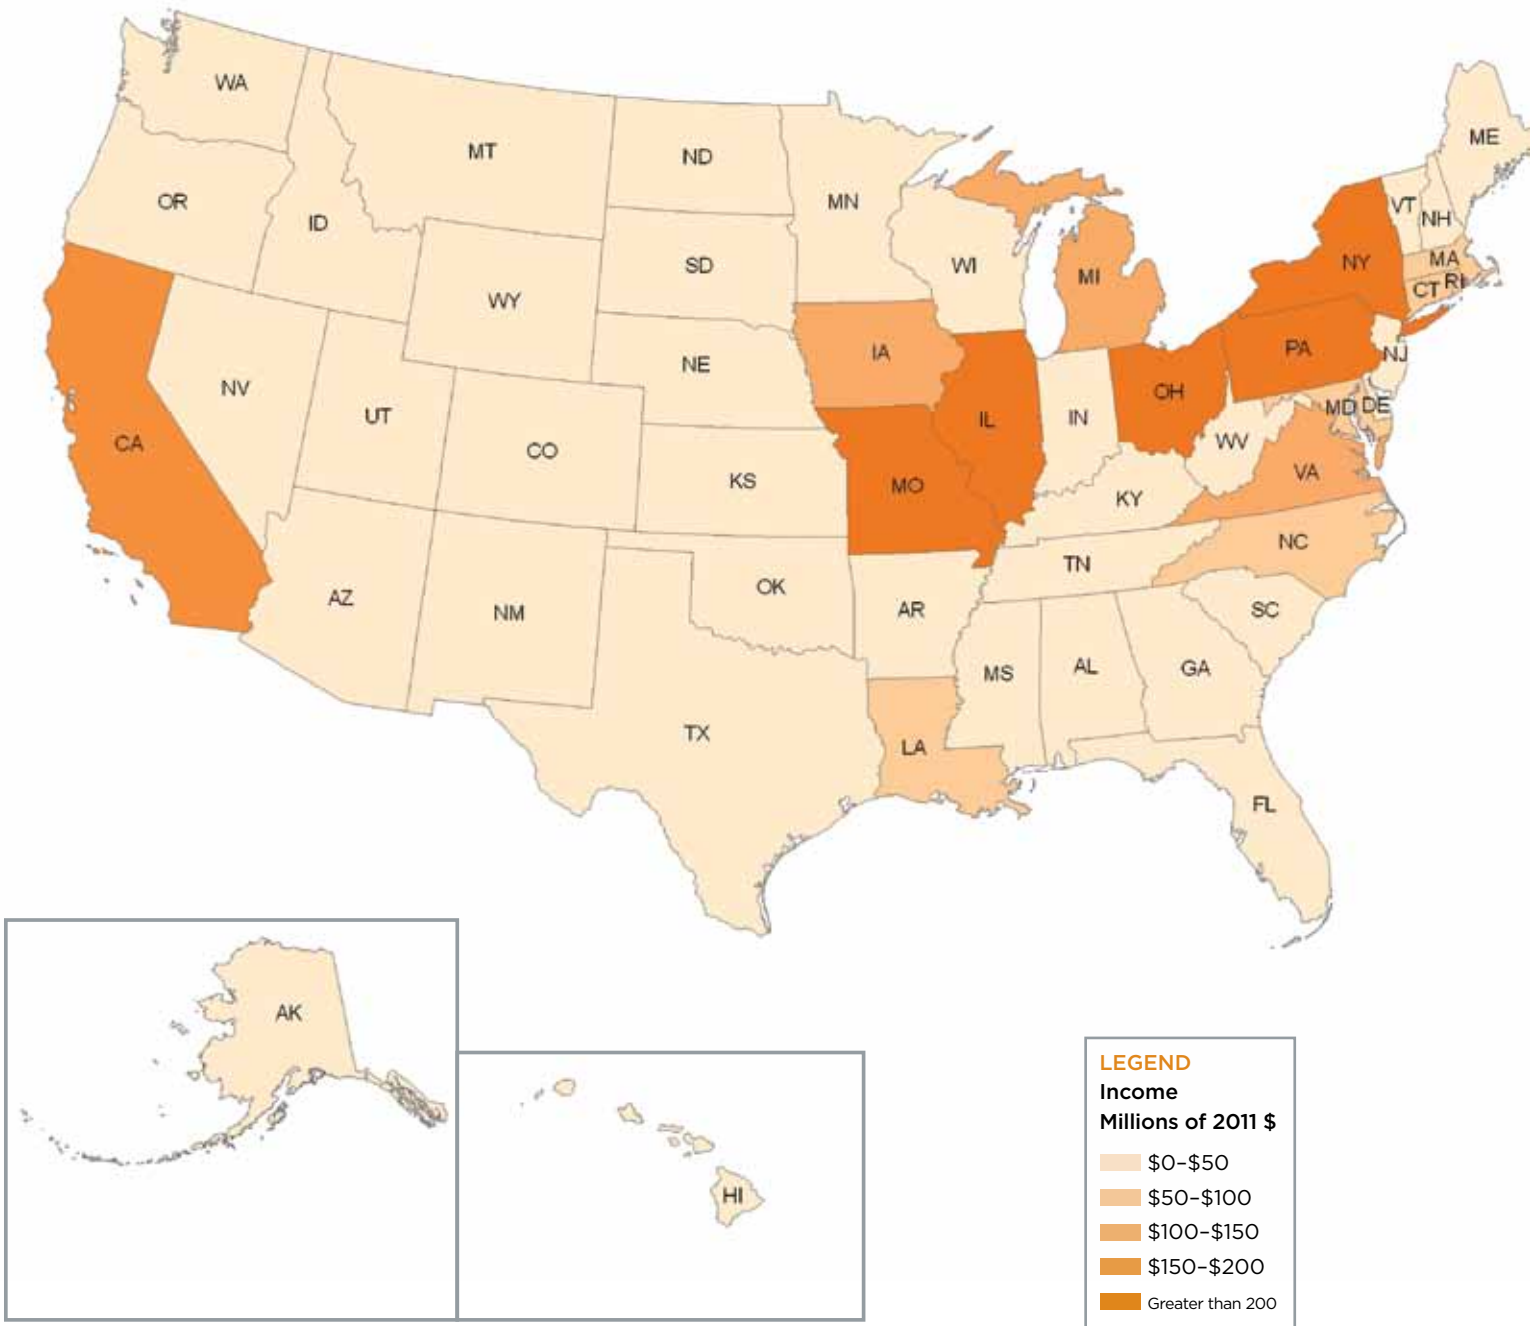 WA
MT
ND
MN
ME
OR
ID
SD
WI
MI
VT
NH
NY
MA
CT
RI
WY
IA
NE
PA
NJ
NV
UT
CO
IL
IN
OH
MD
DE
WV
CA
KS
MO
KY
VA
NC
TN
AZ
NM
OK
AR
SC
MS
AL
GA
TX
LA
FL
AK
HI
LEGEND
Income
Millions of 2011 $
$0–$50
$50–$100
$100–$150
$150–$200
Greater than 200